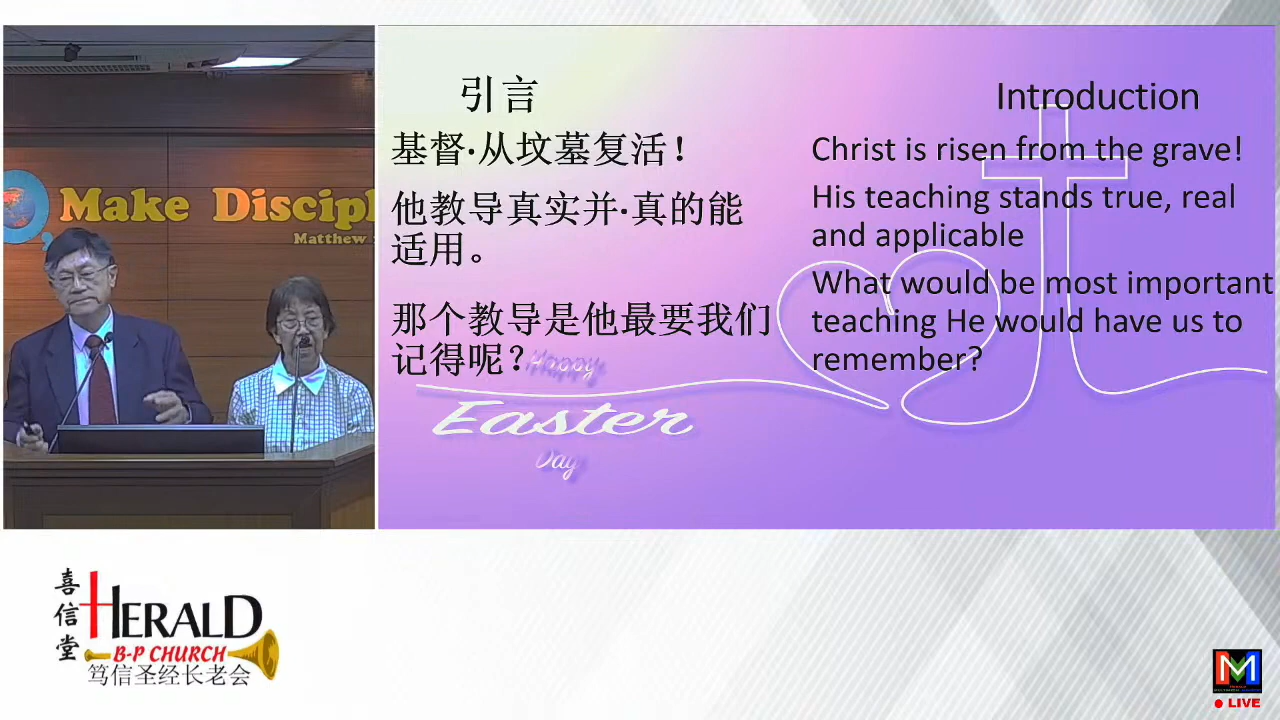 Make Discipl
Matthew
引言
基督·从坟墓复活！
他教导真实并·真的能
适用。
那个教导是他最要我们
记得呢？
Happy
Easter
Day
Introduction
Christ is risen from the grave!
His teaching stands true, real
and applicable
What would be most important
teaching He would have us to
remember?
喜信堂
HERALD
B-P CHURCH
笃信圣经长老会
M
LIVE